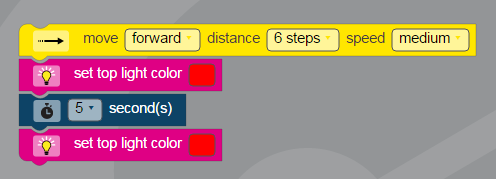 move forward distance 6 steps speed medium
set top light color
5 second(s)
set top light color